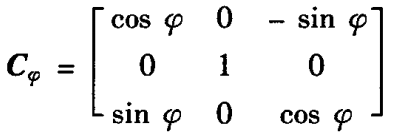 cos φ 0 – sin φ
C_φ = 0 1 0
sin φ 0 cos φ